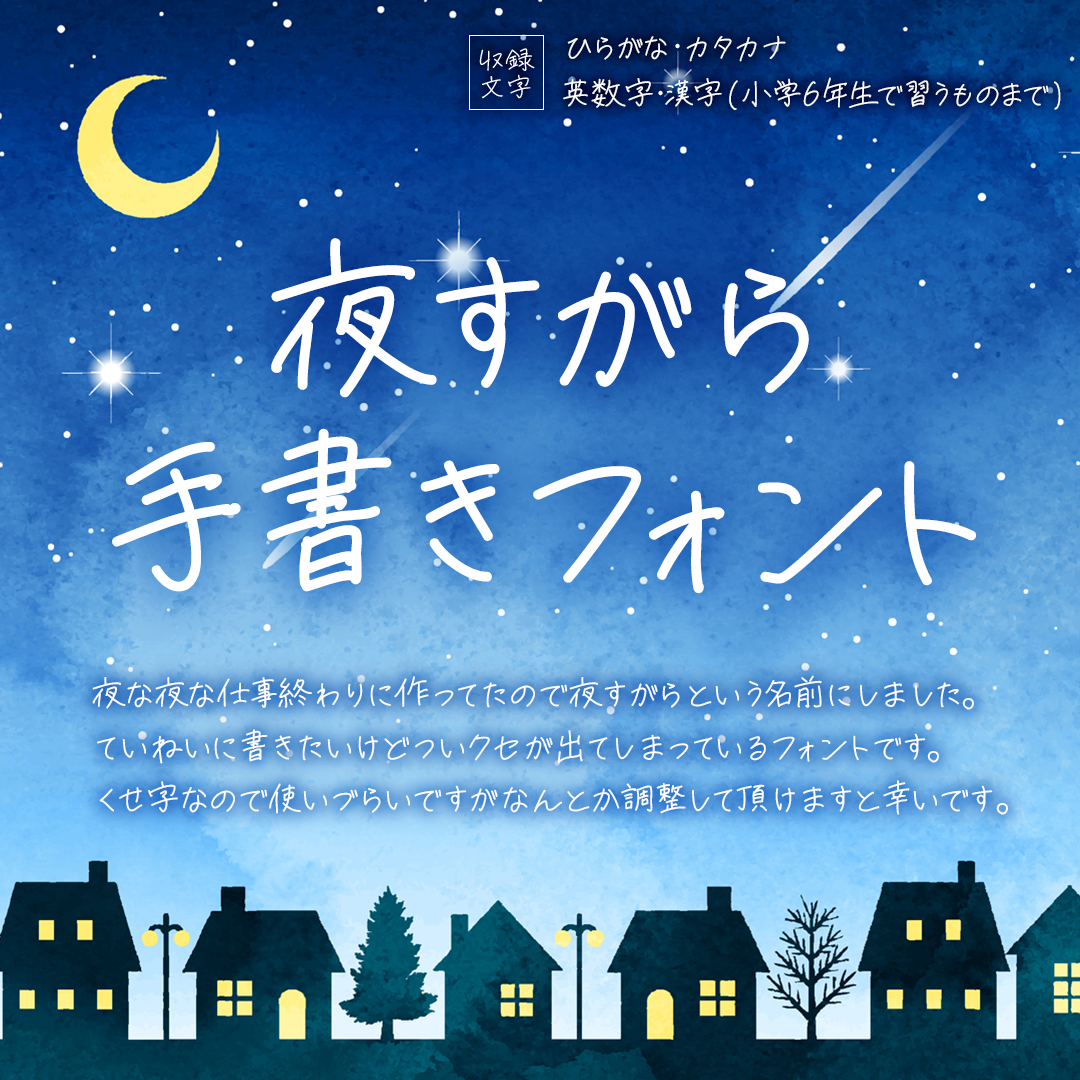 収録
文字
ひらがな・カタカナ
英数字・漢字(小学6年生で習うものまで)
夜すがら
手書きフォント
夜な夜な仕事終わりに作ってたので夜すがらという名前にしました。
ていねいに書きたいけどついクセが出てしまっているフォントです。
くせ字なので使いづらいですがなんとか調整して頂けますと幸いです。